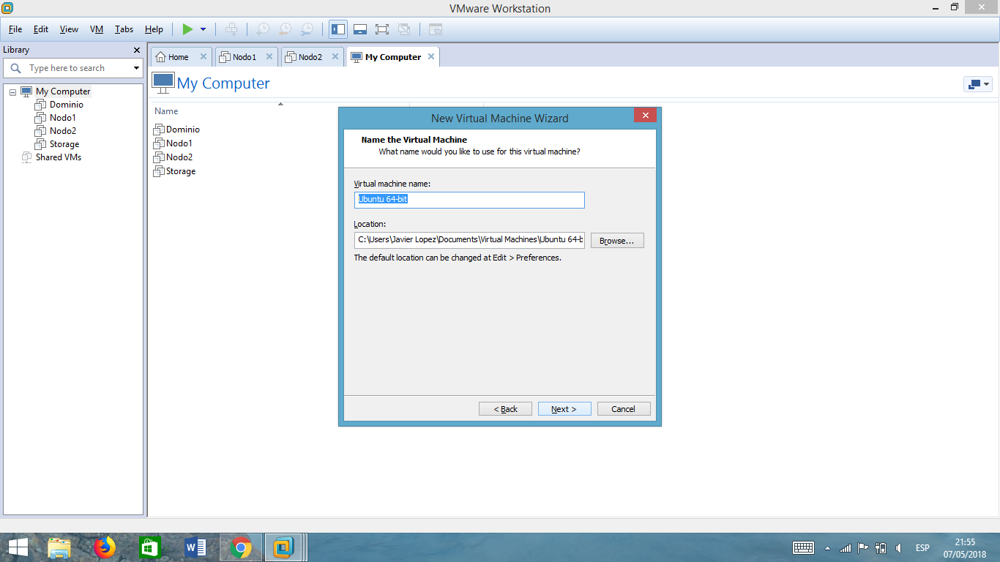 VMware Workstation
File Edit View VM Tabs Help
Library
Type here to search
My Computer
Dominio
Nodo1
Nodo2
Storage
Shared VMs
Home Nodo1 Nodo2 My Computer
My Computer
Name
Dominio
Nodo1
Nodo2
Storage
New Virtual Machine Wizard
Name the Virtual Machine
What name would you like to use for this virtual machine?
Virtual machine name:
Ubuntu 64-bit
Location:
C:\Users\Javier Lopez\Documents\Virtual Machines\Ubuntu 64-b
Browse...
The default location can be changed at Edit > Preferences.
< Back Next > Cancel
ESP
21:55
07/05/2018